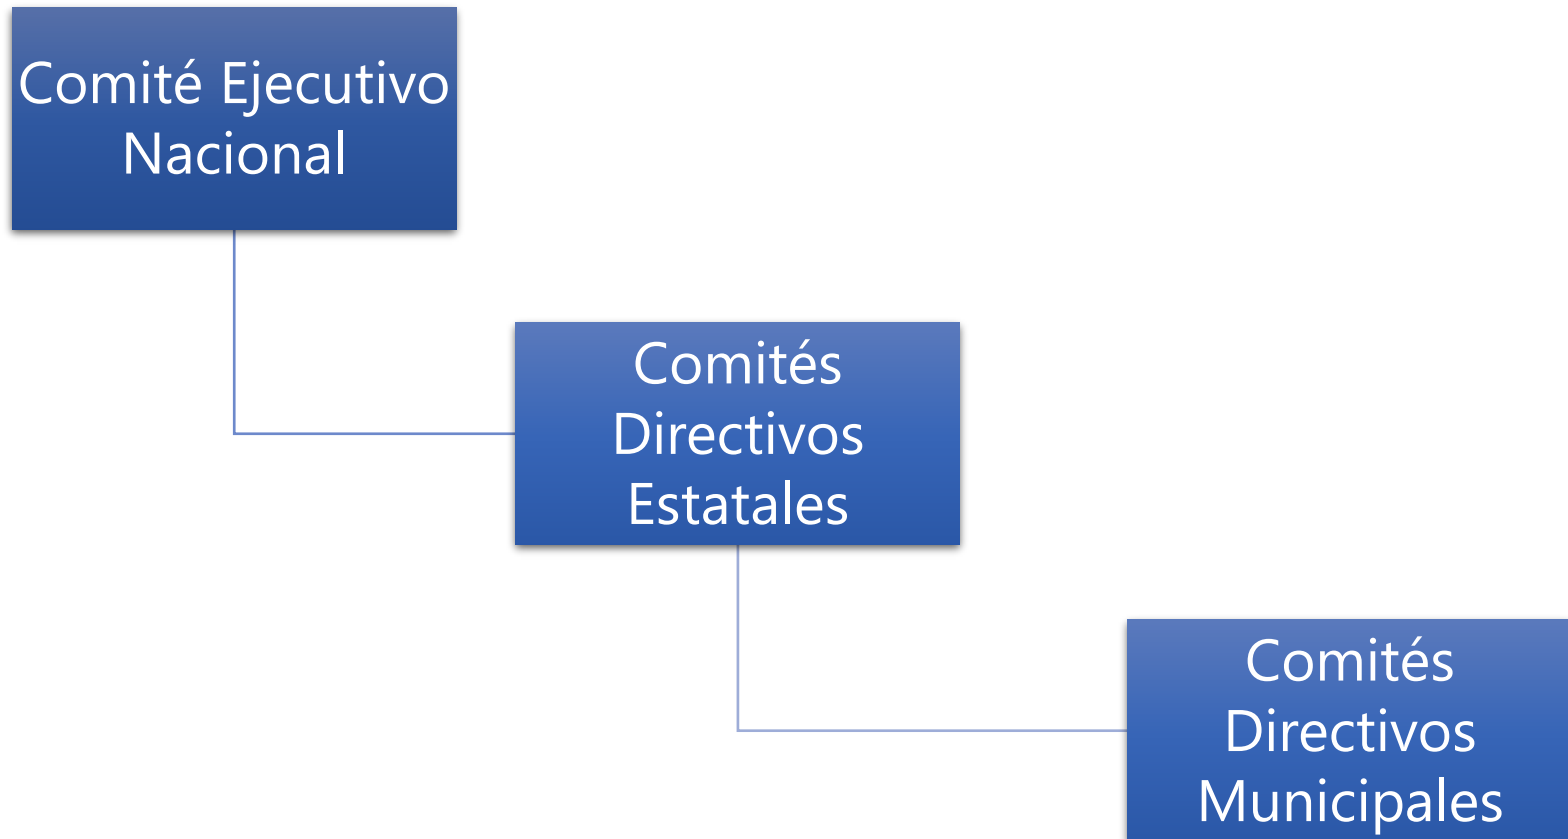 Comité Ejecutivo
Nacional
Comités
Directivos
Estatales
Comités
Directivos
Municipales